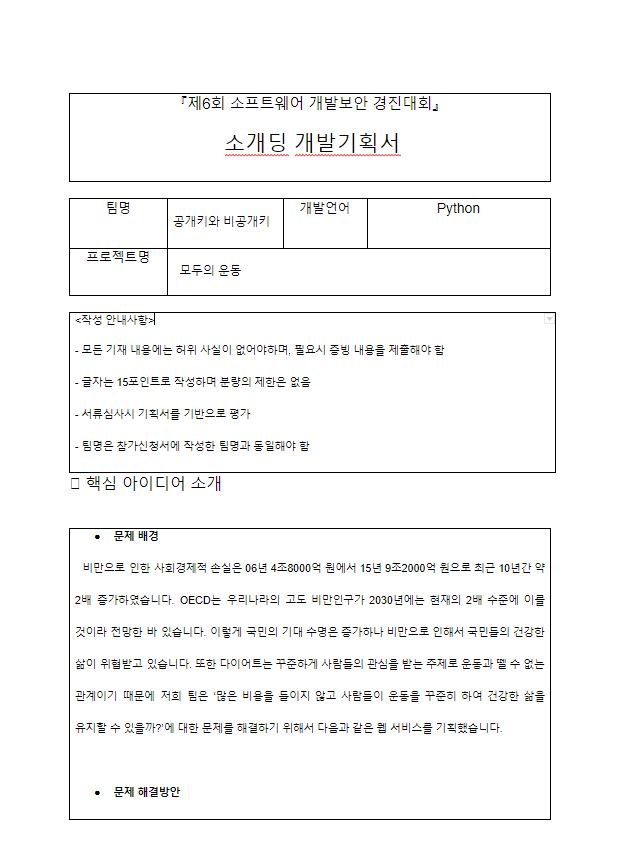 『제6회 소프트웨어 개발보안 경진대회』
소개딩 개발기획서
팀명
공개키와 비공개키
개발언어
Python
프로젝트명
모두의 운동
<작성 안내사항>
- 모든 기재 내용에는 허위 사실이 없어야하며, 필요시 증빙 내용을 제출해야 함
- 글자는 15포인트로 작성하며 분량의 제한은 없음
- 서류심사시 기획서를 기반으로 평가
- 팀명은 참가신청서에 작성한 팀명과 동일해야 함
핵심 아이디어 소개
● 문제 배경
비만으로 인한 사회경제적 손실은 06년 4조8000억 원에서 15년 9조2000억 원으로 최근 10년간 약
2배 증가하였습니다. OECD는 우리나라의 고도 비만인구가 2030년에는 현재의 2배 수준에 이를
것이라 전망한 바 있습니다. 이렇게 국민의 기대 수명은 증가하나 비만으로 인해서 국민들의 건강한
삶이 위협받고 있습니다. 또한 다이어트는 꾸준하게 사람들의 관심을 받는 주제로 운동과 뗄 수 없는
관계이기 때문에 저희 팀은 ‘많은 비용을 들이지 않고 사람들이 운동을 꾸준히 하여 건강한 삶을
유지할 수 있을까?’에 대한 문제를 해결하기 위해서 다음과 같은 웹 서비스를 기획했습니다.
● 문제 해결방안